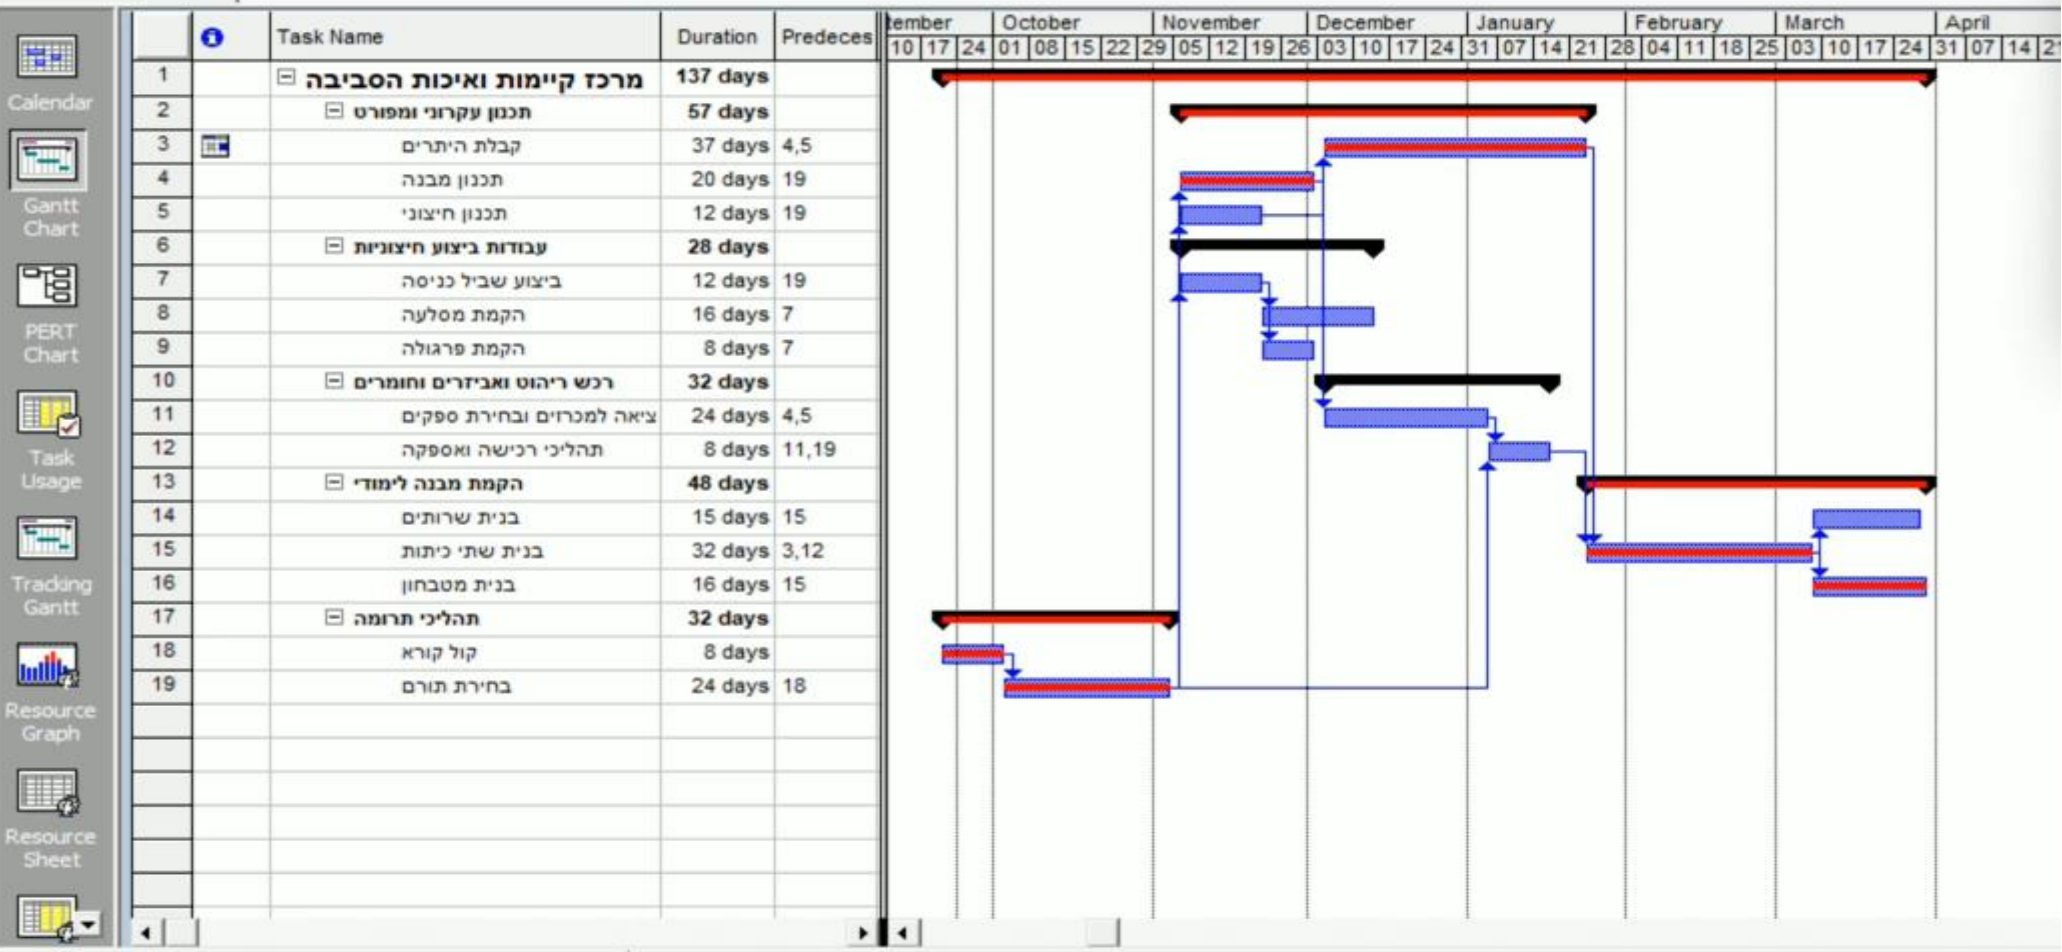 Task Name Duration Predeces
1 מרכז קיימות ואיכות הסביבה 137 days
2 תכנון עקרוני ומפורט 57 days
3 קבלת היתרים 37 days 4,5
4 תכנון מבנה 20 days 19
5 תכנון חיצוני 12 days 19
6 עבודות ביצוע חיצוניות 28 days
7 ביצוע שביל כניסה 12 days 19
8 הקמת מסלעה 16 days 7
9 הקמת פרגולה 8 days 7
10 רכש ריהוט ואביזרים וחומרים 32 days
11 ציאה למכרזים ובחירת ספקים 24 days 4,5
12 תהליכי רכישה ואספקה 8 days 11,19
13 הקמת מבנה לימודי 48 days
14 בנית שרותים 15 days 15
15 בנית שתי כיתות 32 days 3,12
16 בנית מטבחון 16 days 15
17 תהליכי תרומה 32 days
18 קול קורא 8 days
19 בחירת תורם 24 days 18
tember October November December January February March April
10 17 24 01 08 15 22 29 05 12 19 26 03 10 17 24 31 07 14 21 28 04 11 18 25 03 10 17 24 31 07 14 21
Calendar
Gantt
Chart
PERT
Chart
Task
Usage
Tracking
Gantt
Resource
Graph
Resource
Sheet